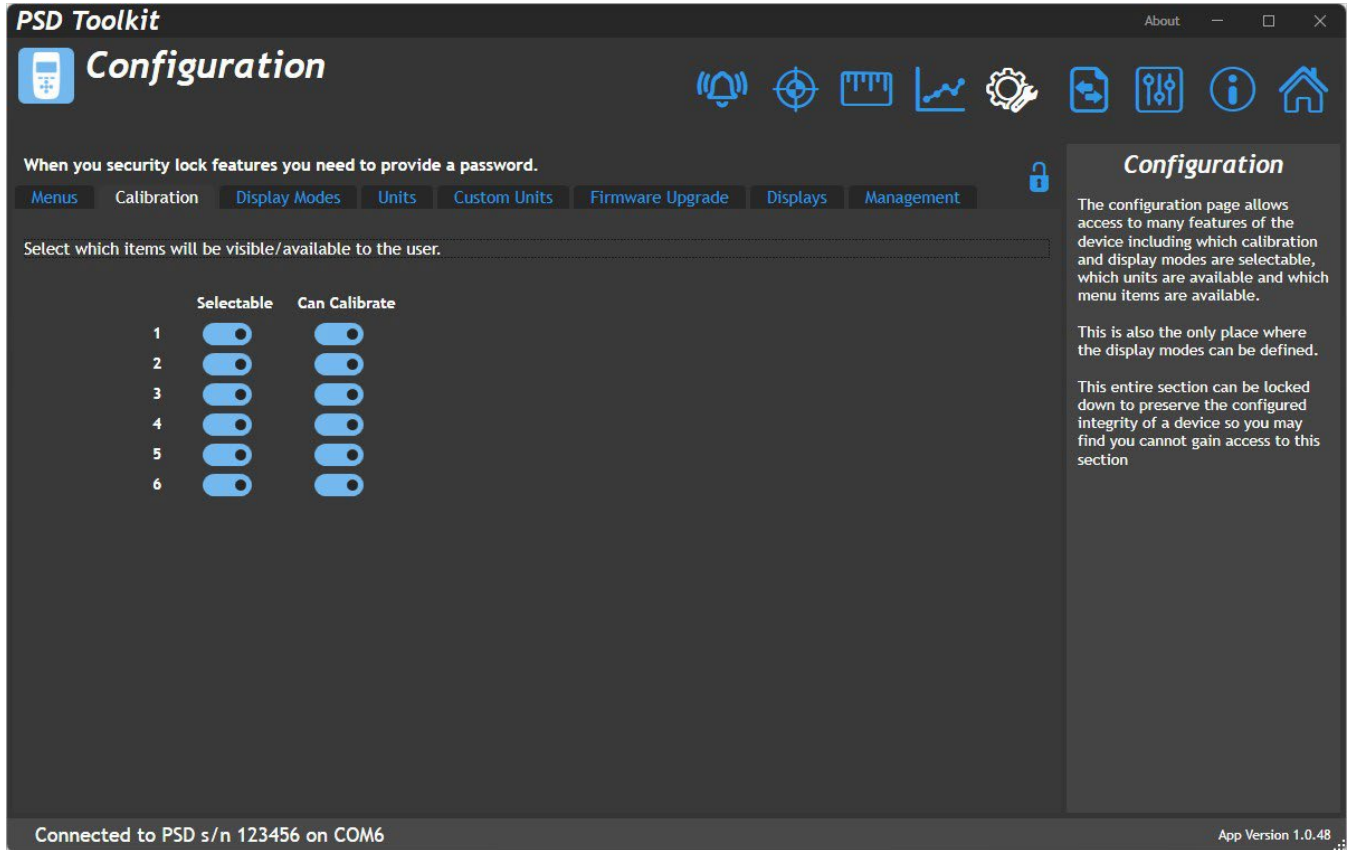 PSD Toolkit
About
Configuration
When you security lock features you need to provide a password.
Menus Calibration Display Modes Units Custom Units Firmware Upgrade Displays Management
Select which items will be visible/available to the user.
Selectable Can Calibrate
1
2
3
4
5
6
Configuration
The configuration page allows
access to many features of the
device including which calibration
and display modes are selectable,
which units are available and which
menu items are available.
This is also the only place where
the display modes can be defined.
This entire section can be locked
down to preserve the configured
integrity of a device so you may
find you cannot gain access to this
section
Connected to PSD s/n 123456 on COM6
App Version 1.0.48